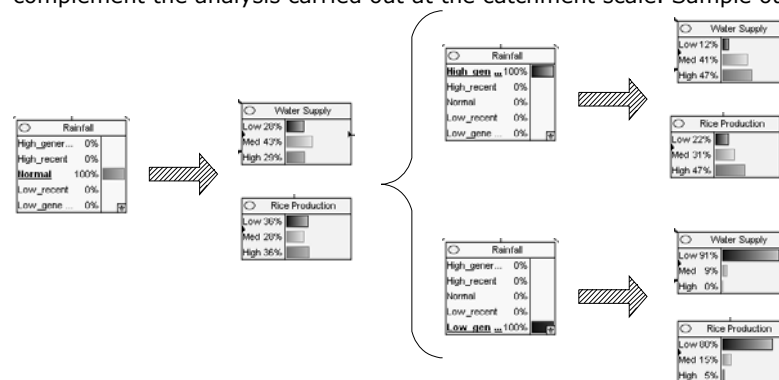 complement the analysis carried out at the catchment scale. Sample ou
Rainfall
High_gener... 0%
High_recent 0%
Normal 100%
Low_recent 0%
Low_gene ... 0%
Water Supply
Low 28%
Med 43%
High 29%
Rice Production
Low 36%
Med 28%
High 36%
Rainfall
High_gen ... 100%
High_recent 0%
Normal 0%
Low_recent 0%
Low_gene ... 0%
Water Supply
Low 12%
Med 41%
High 47%
Rice Production
Low 22%
Med 31%
High 47%
Rainfall
High_gener... 0%
High_recent 0%
Normal 0%
Low_recent 0%
Low_gen ... 100%
Water Supply
Low 91%
Med 9%
High 0%
Rice Production
Low 80%
Med 15%
High 5%